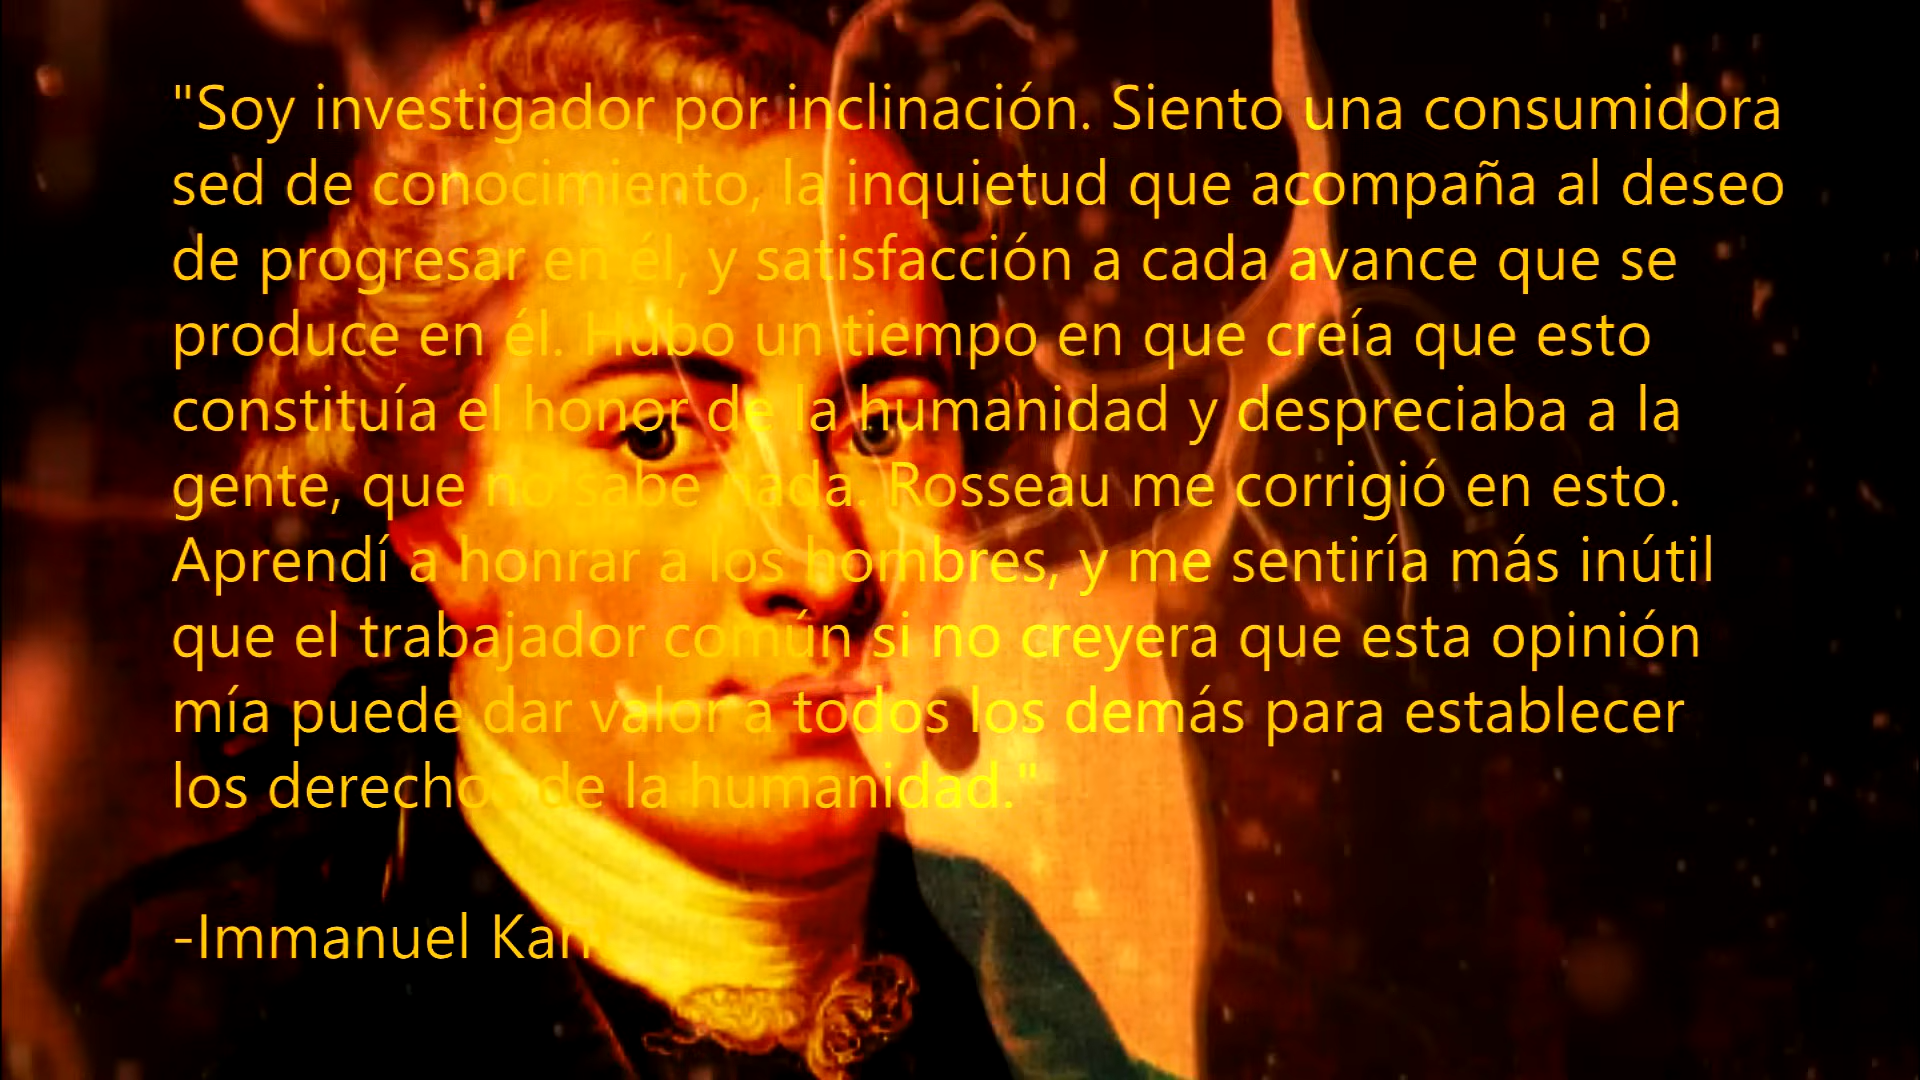 "Soy investigador por inclinación. Siento una consumidora
sed de conocimiento, la inquietud que acompaña al deseo
de progresar en él, y satisfacción a cada avance que se
produce en él. Hubo un tiempo en que creía que esto
constituía el honor de la humanidad y despreciaba a la
gente, que no sabe nada. Rosseau me corrigió en esto.
Aprendí a honrar a los hombres, y me sentiría más inútil
que el trabajador común si no creyera que esta opinión
mía puede dar valor a todos los demás para establecer
los derechos de la humanidad."
-Immanuel Kant